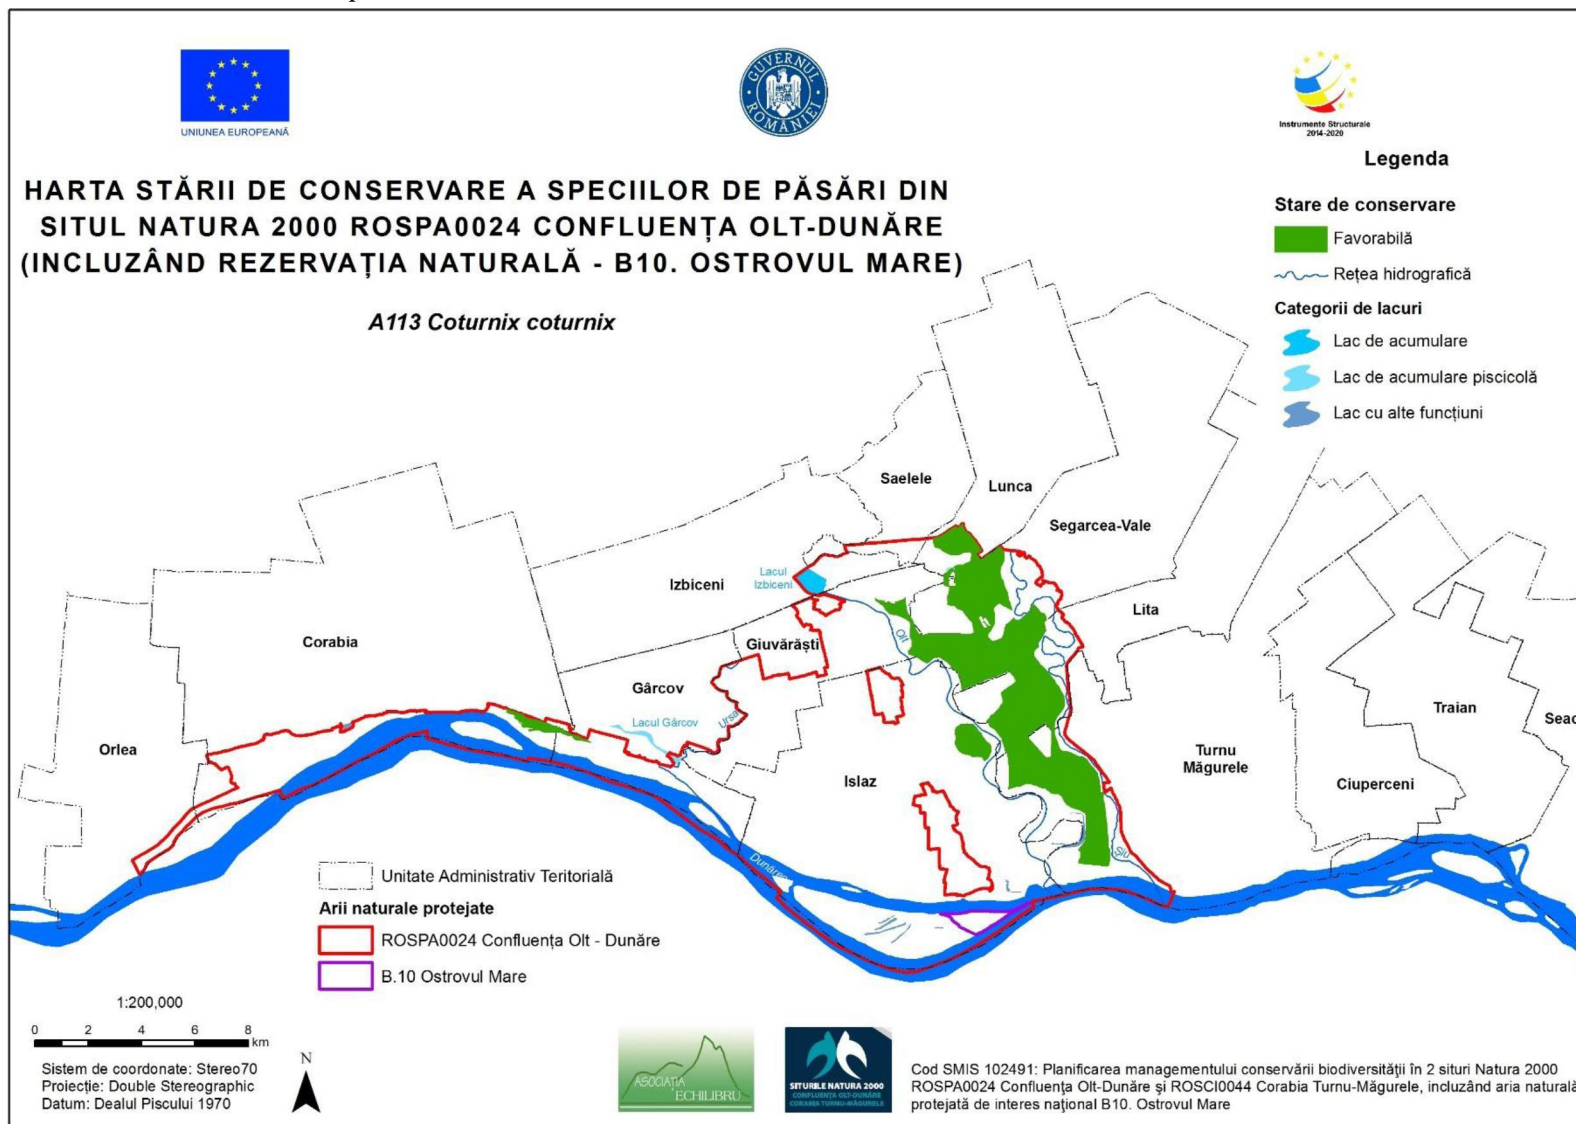 UNIUNEA EUROPEANĂ
GUVERNUL ROMÂNIEI
Instrumente Structurale
2014-2020
HARTA STĂRII DE CONSERVARE A SPECIILOR DE PĂSĂRI DIN
SITUL NATURA 2000 ROSPA0024 CONFLUENȚA OLT-DUNĂRE
(INCLUZÂND REZERVAȚIA NATURALĂ - B10. OSTROVUL MARE)
A113 Coturnix coturnix
Legenda
Stare de conservare
Favorabilă
Rețea hidrografică
Categorii de lacuri
Lac de acumulare
Lac de acumulare piscicolă
Lac cu alte funcțiuni
Saelele
Lunca
Segarcea-Vale
Izbiceni
Lacul
Izbiceni
Lita
Corabia
Giuvărăști
Olt
Gârcov
Lacul Gârcov
Ursa
Orlea
Islaz
Turnu
Măgurele
Traian
Seac
Ciuperceni
Dunărea
Șiu
Unitate Administrativ Teritorială
Arii naturale protejate
ROSPA0024 Confluența Olt - Dunăre
B.10 Ostrovul Mare
1:200,000
0 2 4 6 8
km
N
Sistem de coordonate: Stereo70
Proiecție: Double Stereographic
Datum: Dealul Piscului 1970
ASOCIAȚIA
ECHILIBRU
SITURILE NATURA 2000
CONFLUENȚA OLT-DUNĂRE
CORABIA TURNU-MĂGURELE
Cod SMIS 102491: Planificarea managementului conservării biodiversității în 2 situri Natura 2000
ROSPA0024 Confluența Olt-Dunăre și ROSCI0044 Corabia Turnu-Măgurele, incluzând aria naturală
protejată de interes național B10. Ostrovul Mare